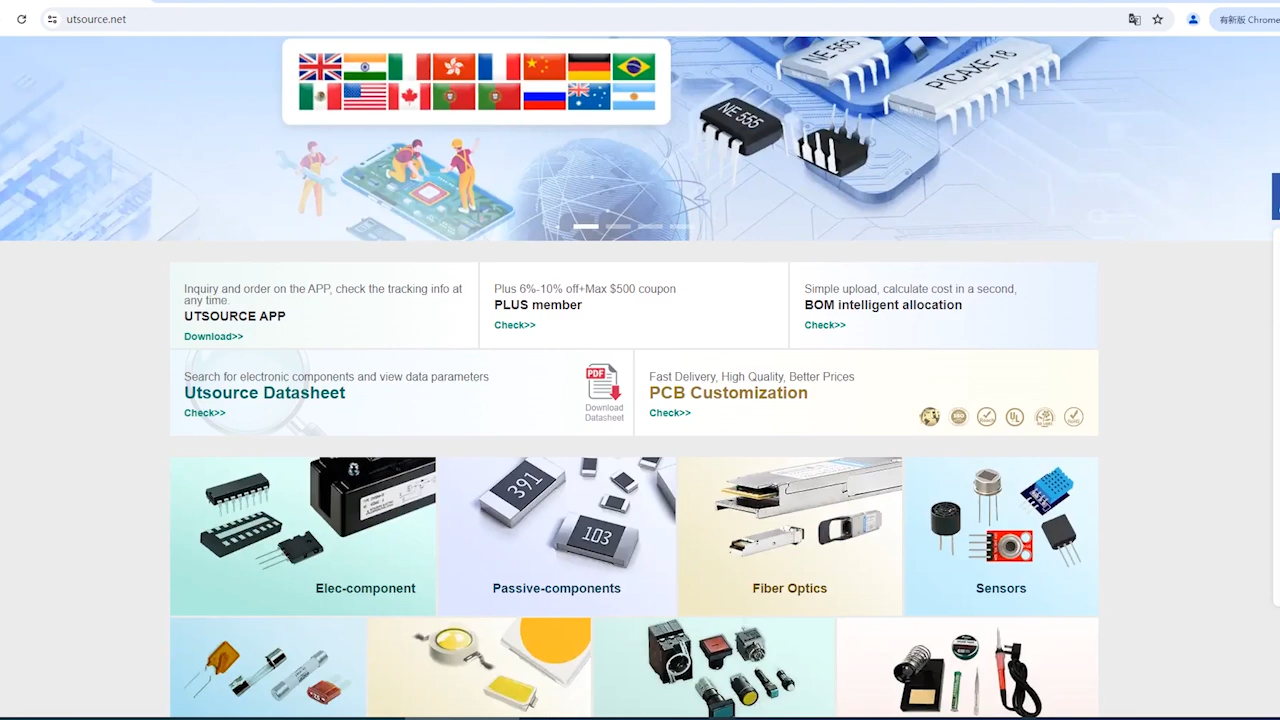 utsource.net
有新版 Chrome
NE 555
PICAXE-18
NE 555
Inquiry and order on the APP, check the tracking info at
any time.
UTSOURCE APP
Download>>
Plus 6%-10% off+Max $500 coupon
PLUS member
Check>>
Simple upload, calculate cost in a second,
BOM intelligent allocation
Check>>
Search for electronic components and view data parameters
Utsource Datasheet
Check>>
PDF
Download
Datasheet
Fast Delivery, High Quality, Better Prices
PCB Customization
Check>>
UL
391
103
Elec-component
Passive-components
Fiber Optics
Sensors